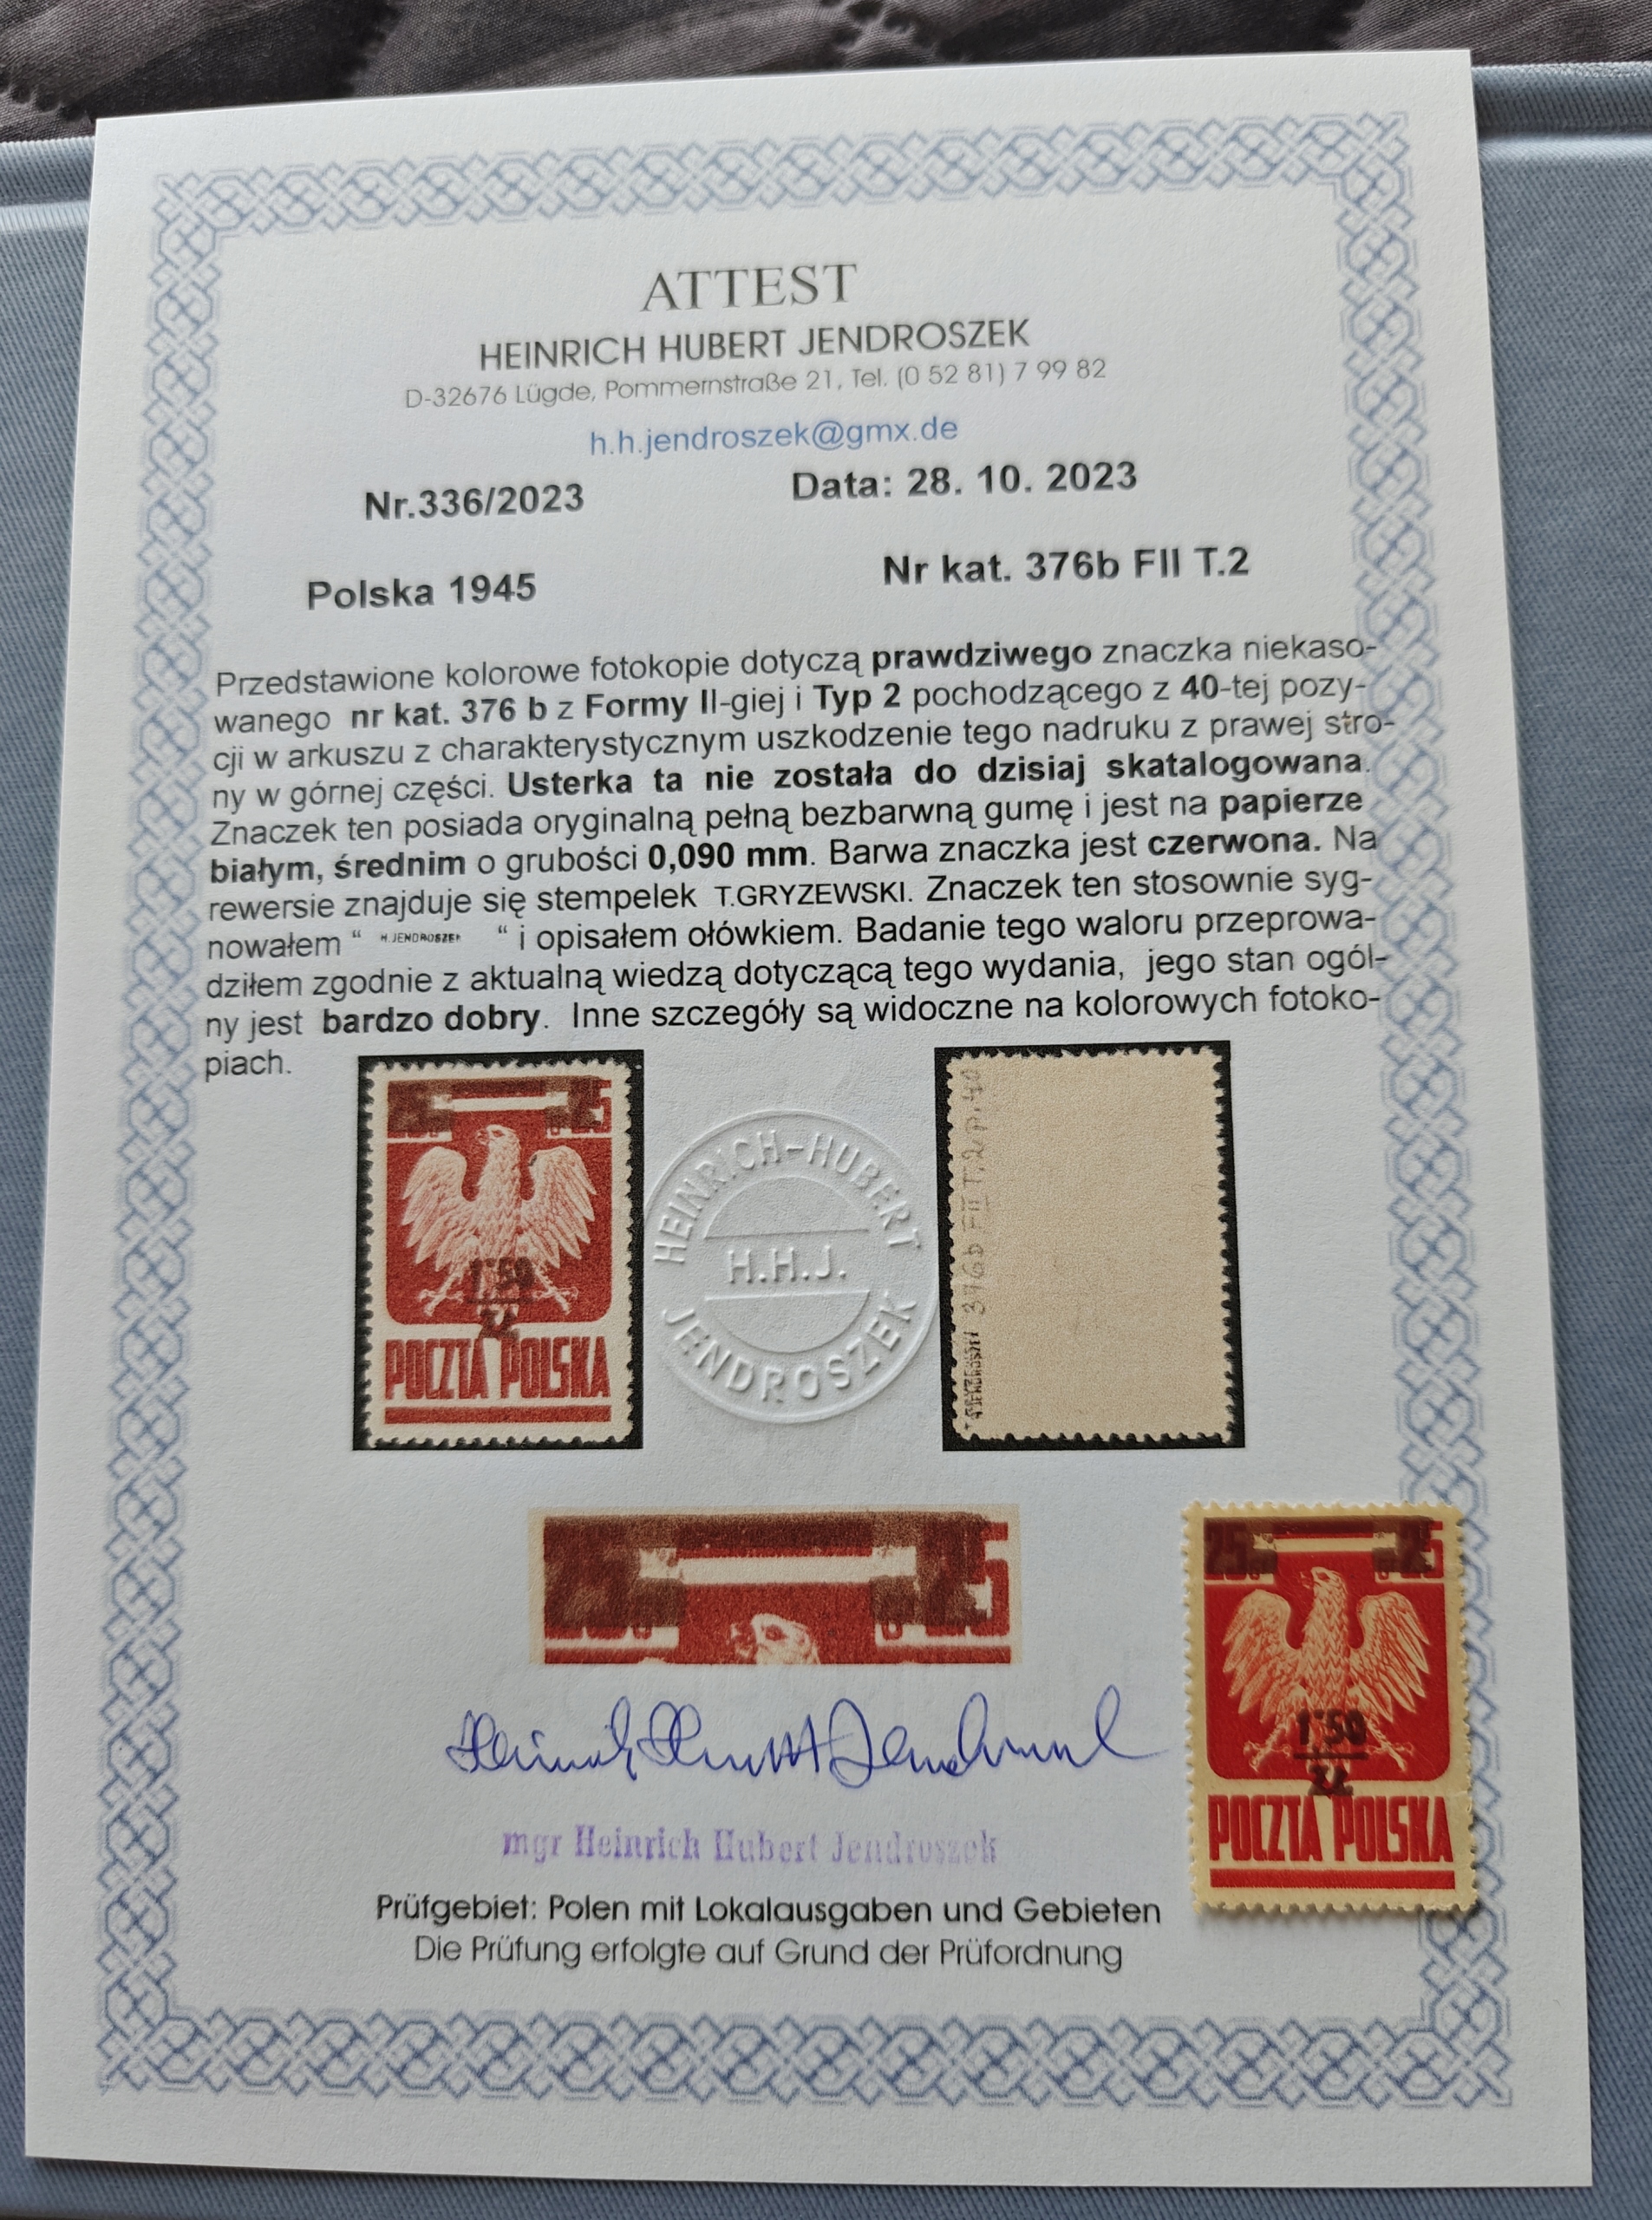 ATTEST
HEINRICH HUBERT JENDROSZEK
D-32676 Lügde, Pommernstraße 21, Tel. (0 52 81) 7 99 82
h.h.jendroszek@gmx.de
Nr.336/2023 Data: 28. 10. 2023
Polska 1945 Nr kat. 376b FII T.2
Przedstawione kolorowe fotokopie dotyczą prawdziwego znaczka niekaso-
wanego nr kat. 376 b z Formy II-giej i Typ 2 pochodzącego z 40-tej pozy-
cji w arkuszu z charakterystycznym uszkodzenie tego nadruku z prawej stro-
ny w górnej części. Usterka ta nie została do dzisiaj skatalogowana.
Znaczek ten posiada oryginalną pełną bezbarwną gumę i jest na papierze
białym, średnim o grubości 0,090 mm. Barwa znaczka jest czerwona. Na
rewersie znajduje się stempelek T.GRYZEWSKI. Znaczek ten stosownie syg-
nowałem “ H.JENDROSZEK “ i opisałem ołówkiem. Badanie tego waloru przeprowa-
dziłem zgodnie z aktualną wiedzą dotyczącą tego wydania, jego stan ogól-
ny jest bardzo dobry. Inne szczegóły są widoczne na kolorowych fotoko-
piach.
25
1'50
ZŁ
POCZTA POLSKA
HEINRICH-HUBERT
H.H.J.
JENDROSZEK
376b FII T.2 p.40
25
25 25
1'50
ZŁ
POCZTA POLSKA
Heinrich Hubert Jendroszek
mgr Heinrich Hubert Jendroszek
Prüfgebiet: Polen mit Lokalausgaben und Gebieten
Die Prüfung erfolgte auf Grund der Prüfordnung